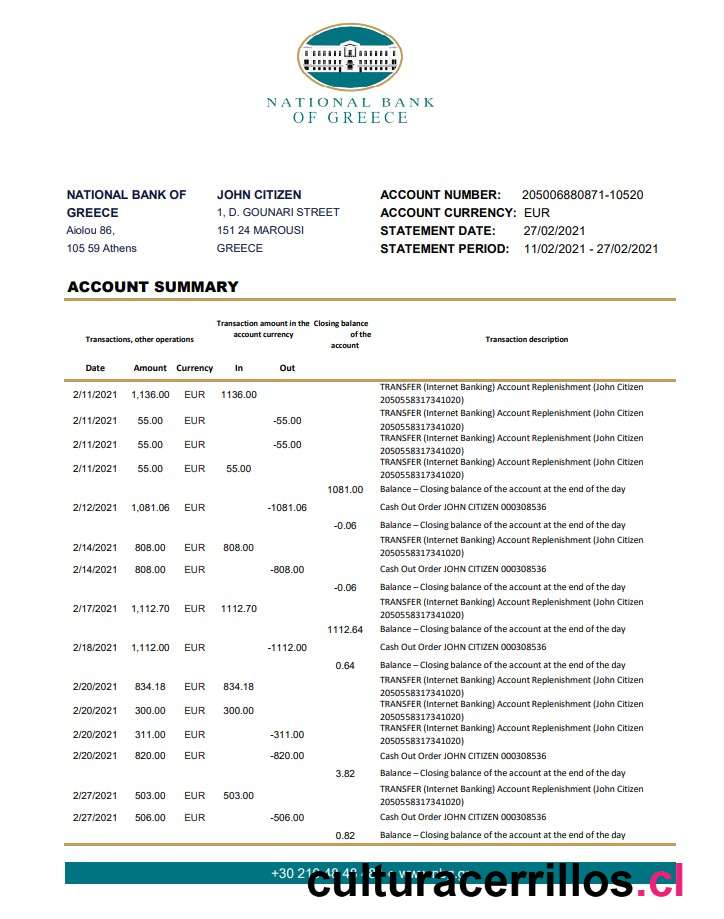 NATIONAL BANK
OF GREECE
NATIONAL BANK OF GREECE
Aiolou 86,
105 59 Athens
JOHN CITIZEN
1, D. GOUNARI STREET
151 24 MAROUSI
GREECE
ACCOUNT NUMBER: 205006880871-10520
ACCOUNT CURRENCY: EUR
STATEMENT DATE: 27/02/2021
STATEMENT PERIOD: 11/02/2021 - 27/02/2021
ACCOUNT SUMMARY
Transactions, other operations
Transaction amount in the account currency
Closing balance of the account
Transaction description
Date Amount Currency In Out
2/11/2021 1,136.00 EUR 1136.00 TRANSFER (Internet Banking) Account Replenishment (John Citizen
2050558317341020)
2/11/2021 55.00 EUR -55.00 TRANSFER (Internet Banking) Account Replenishment (John Citizen
2050558317341020)
2/11/2021 55.00 EUR -55.00 TRANSFER (Internet Banking) Account Replenishment (John Citizen
2050558317341020)
2/11/2021 55.00 EUR 55.00 TRANSFER (Internet Banking) Account Replenishment (John Citizen
2050558317341020)
1081.00 Balance – Closing balance of the account at the end of the day
2/12/2021 1,081.06 EUR -1081.06 Cash Out Order JOHN CITIZEN 000308536
-0.06 Balance – Closing balance of the account at the end of the day
2/14/2021 808.00 EUR 808.00 TRANSFER (Internet Banking) Account Replenishment (John Citizen
2050558317341020)
2/14/2021 808.00 EUR -808.00 Cash Out Order JOHN CITIZEN 000308536
-0.06 Balance – Closing balance of the account at the end of the day
2/17/2021 1,112.70 EUR 1112.70 TRANSFER (Internet Banking) Account Replenishment (John Citizen
2050558317341020)
1112.64 Balance – Closing balance of the account at the end of the day
2/18/2021 1,112.00 EUR -1112.00 Cash Out Order JOHN CITIZEN 000308536
0.64 Balance – Closing balance of the account at the end of the day
2/20/2021 834.18 EUR 834.18 TRANSFER (Internet Banking) Account Replenishment (John Citizen
2050558317341020)
2/20/2021 300.00 EUR 300.00 TRANSFER (Internet Banking) Account Replenishment (John Citizen
2050558317341020)
2/20/2021 311.00 EUR -311.00 TRANSFER (Internet Banking) Account Replenishment (John Citizen
2050558317341020)
2/20/2021 820.00 EUR -820.00 Cash Out Order JOHN CITIZEN 000308536
3.82 Balance – Closing balance of the account at the end of the day
2/27/2021 503.00 EUR 503.00 TRANSFER (Internet Banking) Account Replenishment (John Citizen
2050558317341020)
2/27/2021 506.00 EUR -506.00 Cash Out Order JOHN CITIZEN 000308536
0.82 Balance – Closing balance of the account at the end of the day
+30
culturacerrillos.cl